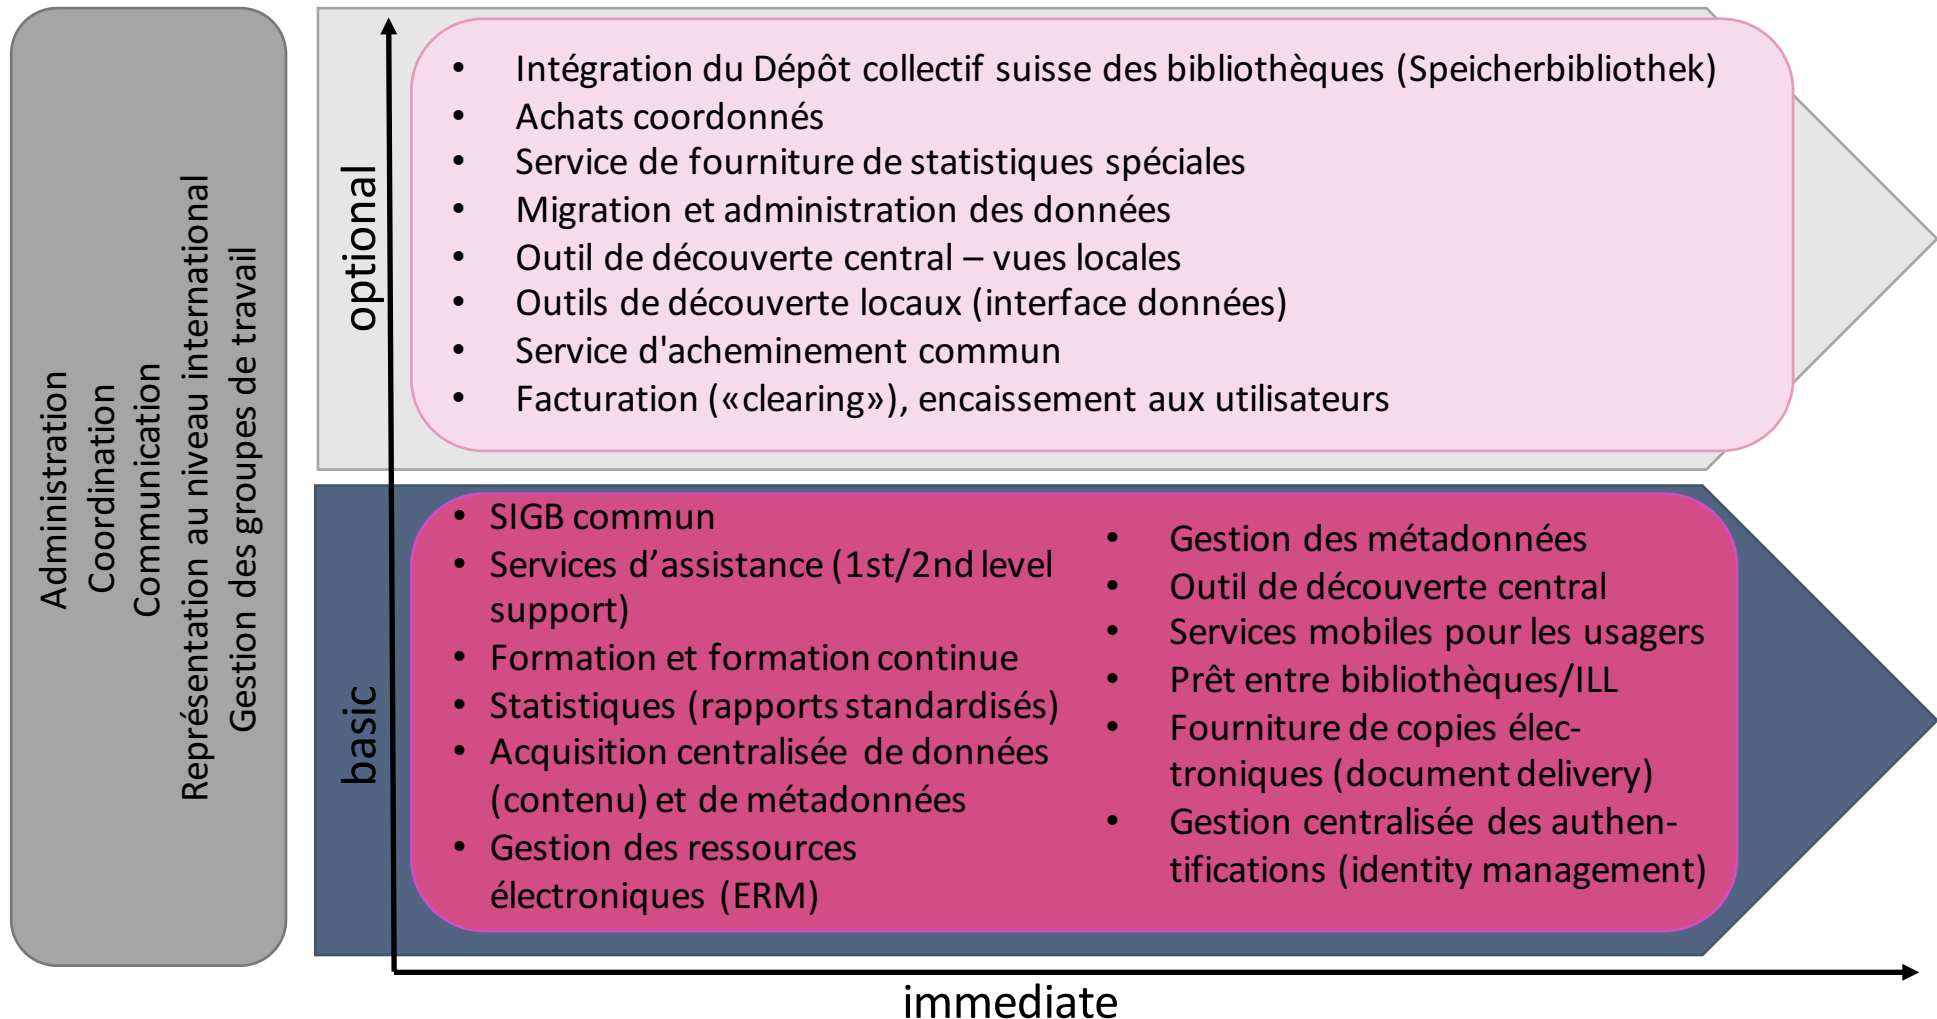 Administration
Coordination
Communication
Représentation au niveau international
Gestion des groupes de travail
optional
• Intégration du Dépôt collectif suisse des bibliothèques (Speicherbibliothek)
• Achats coordonnés
• Service de fourniture de statistiques spéciales
• Migration et administration des données
• Outil de découverte central – vues locales
• Outils de découverte locaux (interface données)
• Service d'acheminement commun
• Facturation («clearing»), encaissement aux utilisateurs
basic
• SIGB commun
• Services d’assistance (1st/2nd level
support)
• Formation et formation continue
• Statistiques (rapports standardisés)
• Acquisition centralisée de données
(contenu) et de métadonnées
• Gestion des ressources
électroniques (ERM)
• Gestion des métadonnées
• Outil de découverte central
• Services mobiles pour les usagers
• Prêt entre bibliothèques/ILL
• Fourniture de copies élec-
troniques (document delivery)
• Gestion centralisée des authen-
tifications (identity management)
immediate